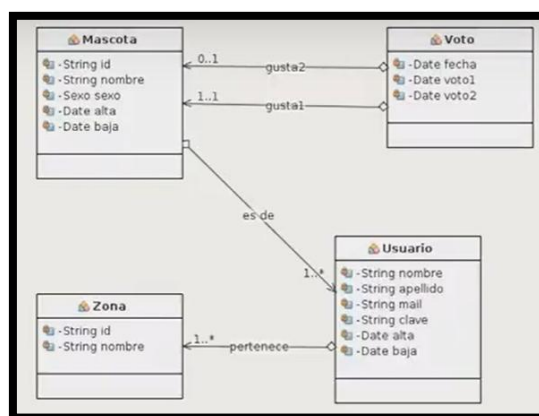 Mascota
-String id
-String nombre
-Sexo sexo
-Date alta
-Date baja
0..1
gusta2
1..1
gusta1
Voto
-Date fecha
-Date voto1
-Date voto2
es de
1..*
Usuario
-String nombre
-String apellido
-String mail
-String clave
-Date alta
-Date baja
Zona
-String id
-String nombre
1..*
pertenece